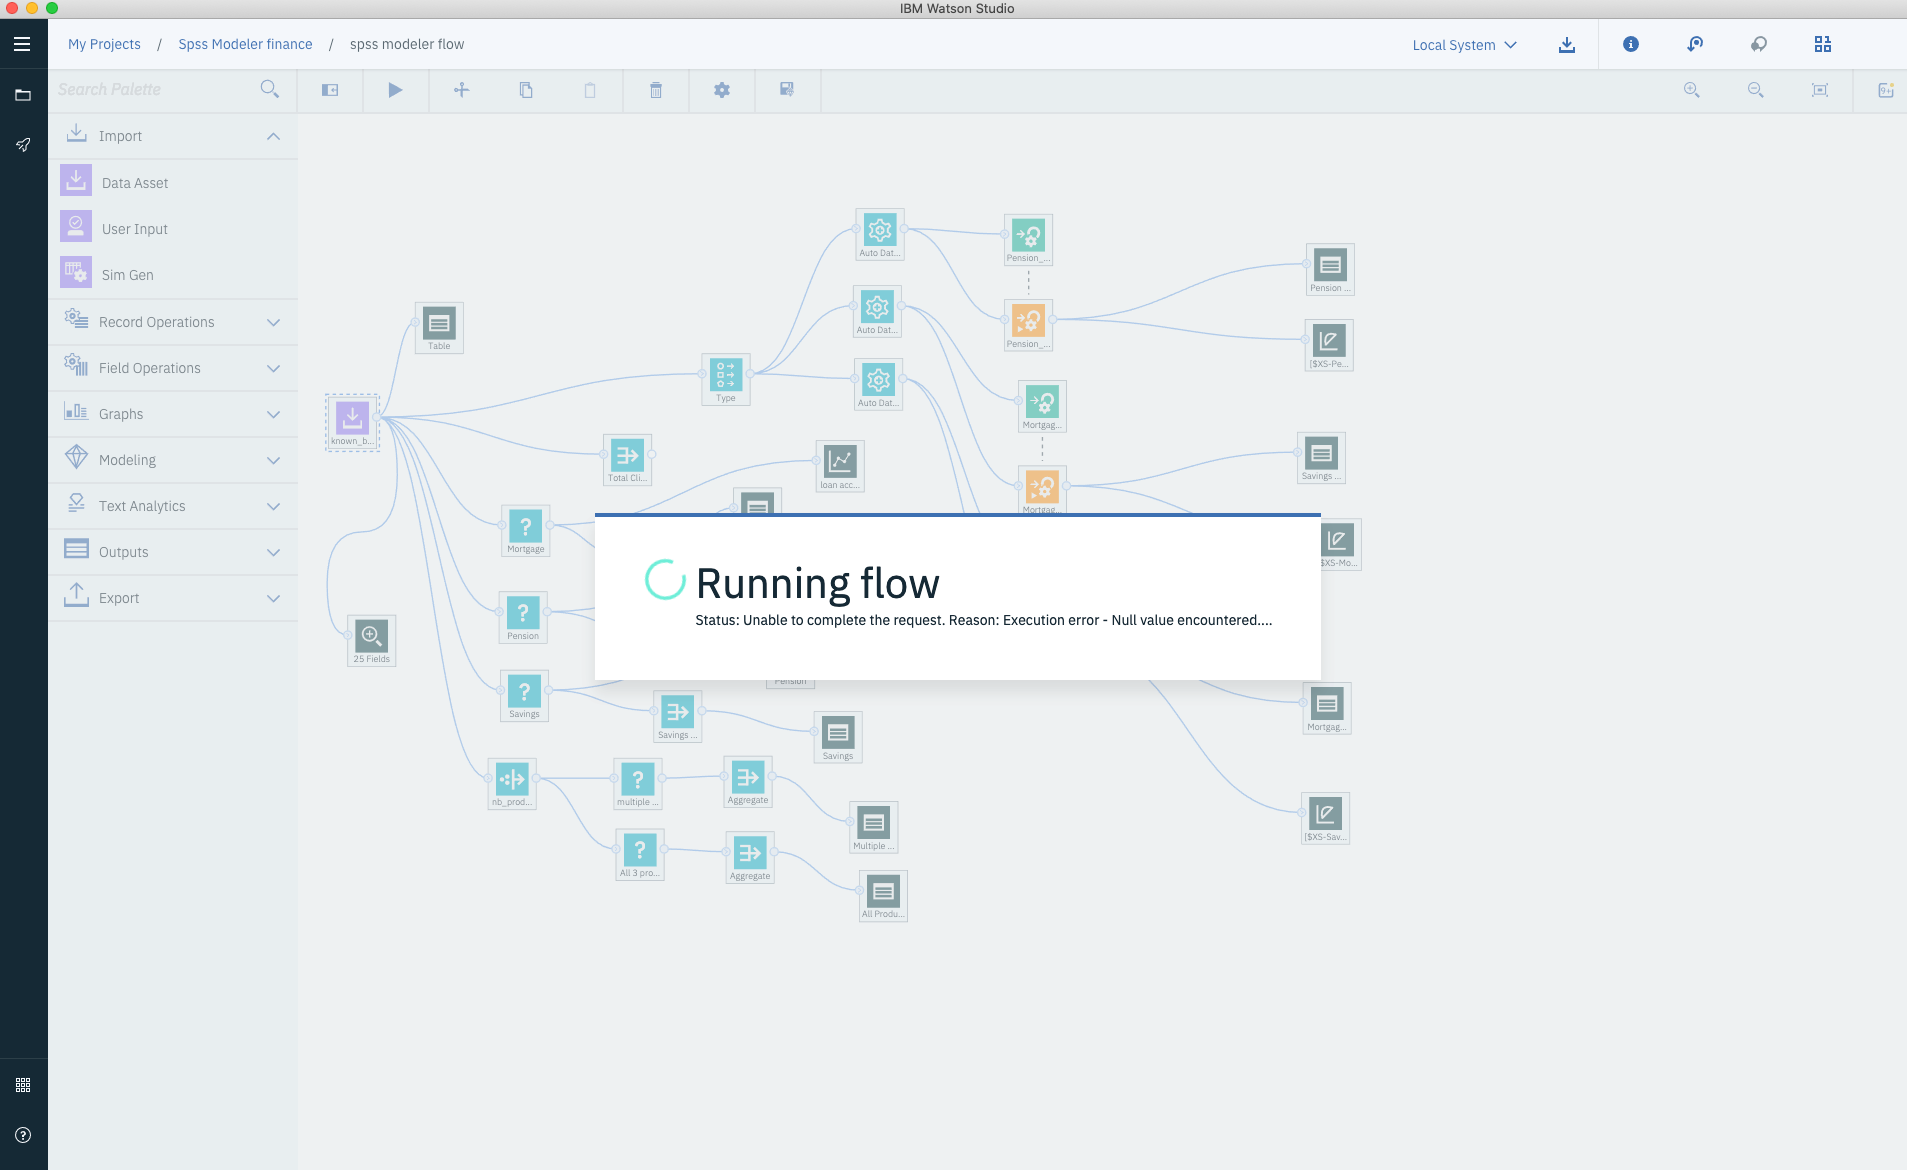 IBM Watson Studio
My Projects / Spss Modeler finance / spss modeler flow
Local System
Search Palette
9+
Import
Data Asset
User Input
Sim Gen
Record Operations
Field Operations
Graphs
Modeling
Text Analytics
Outputs
Export
Auto Dat...
Pension_...
Pension ...
Table
Auto Dat...
Pension_...
[$XS-Pe...
Type
Auto Dat...
Mortgag...
known_b...
Total Cli...
loan acc...
Savings ...
Mortgag...
Mortgage
$XS-Mo...
Running flow
Status: Unable to complete the request. Reason: Execution error - Null value encountered....
Pension
25 Fields
Pension
Savings
Savings ...
Savings
Mortgag...
nb_prod...
multiple ...
Aggregate
Multiple ...
[$XS-Sav...
All 3 pro...
Aggregate
All Produ...